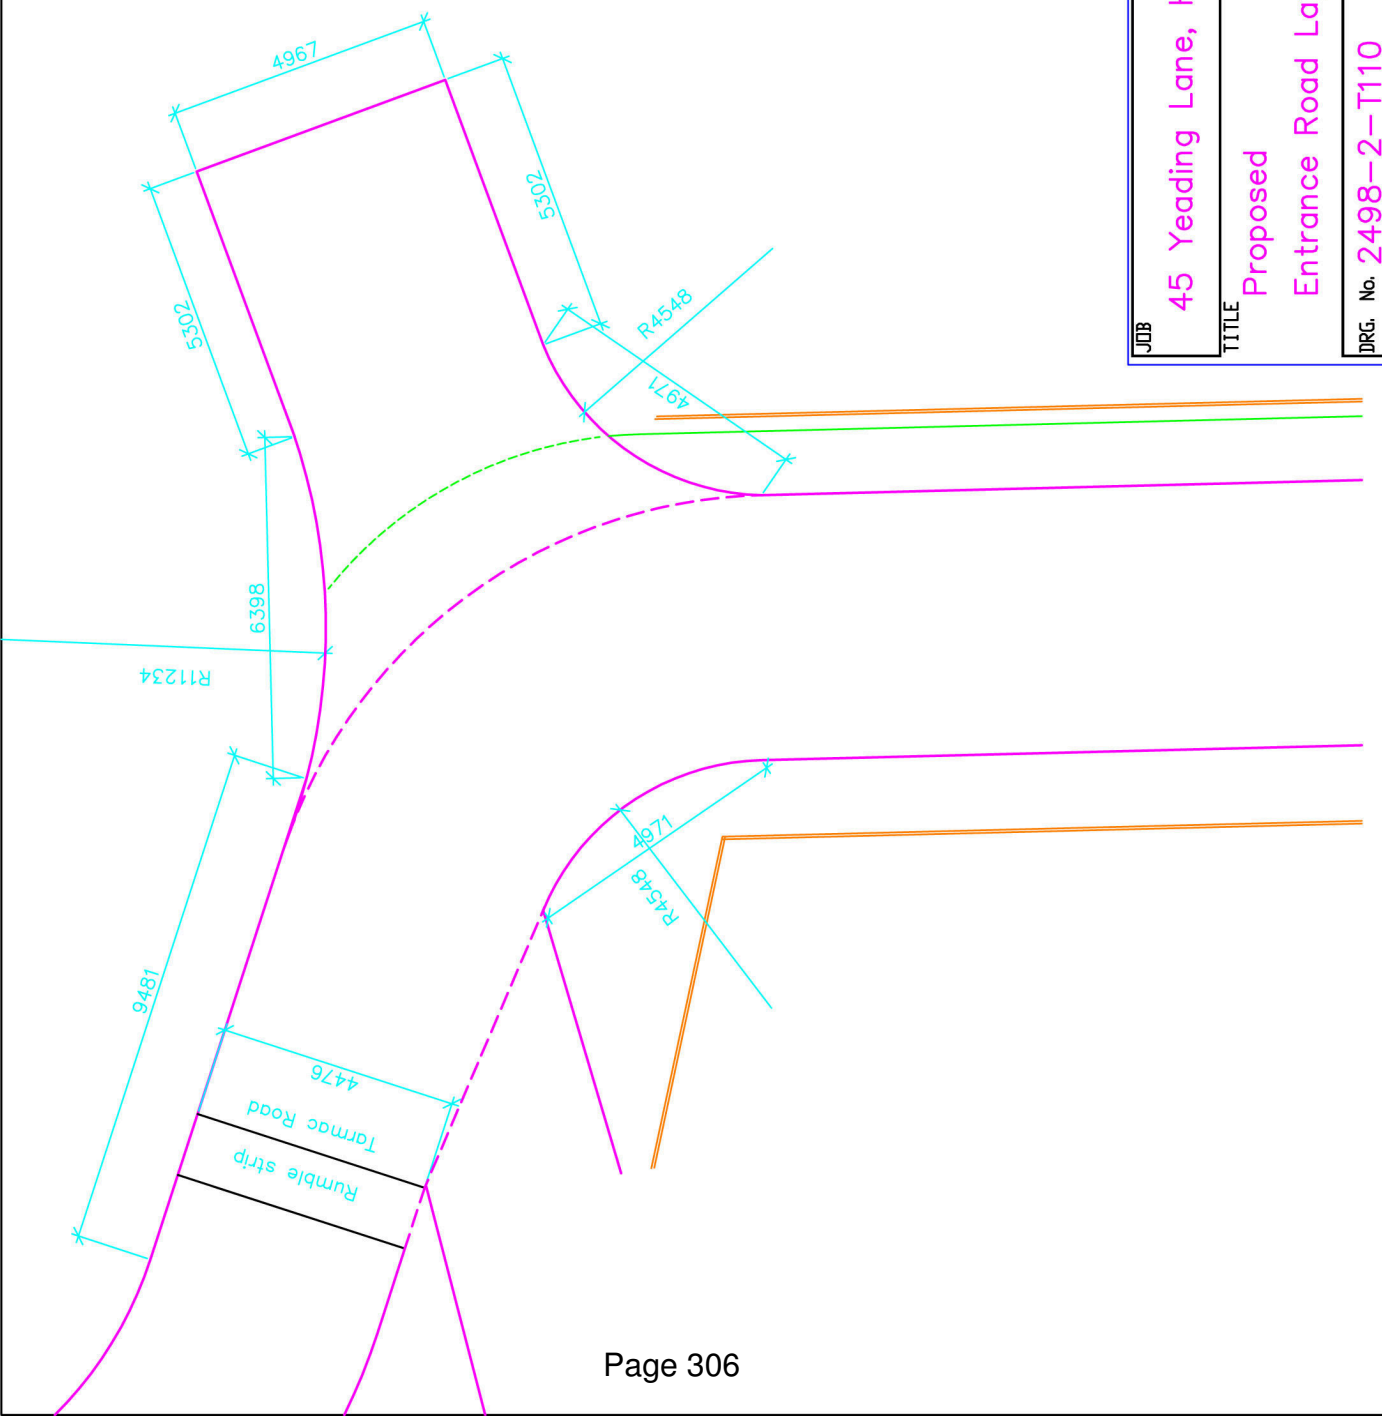 4967
5302
5302
R4548
4971
6398
R11234
4971
R4548
9481
4476
Tarmac Road
Rumble strip
JOB
45 Yeading Lane,
TITLE
Proposed
Entrance Road
DRG. No. 2498-2-T110
Page 306